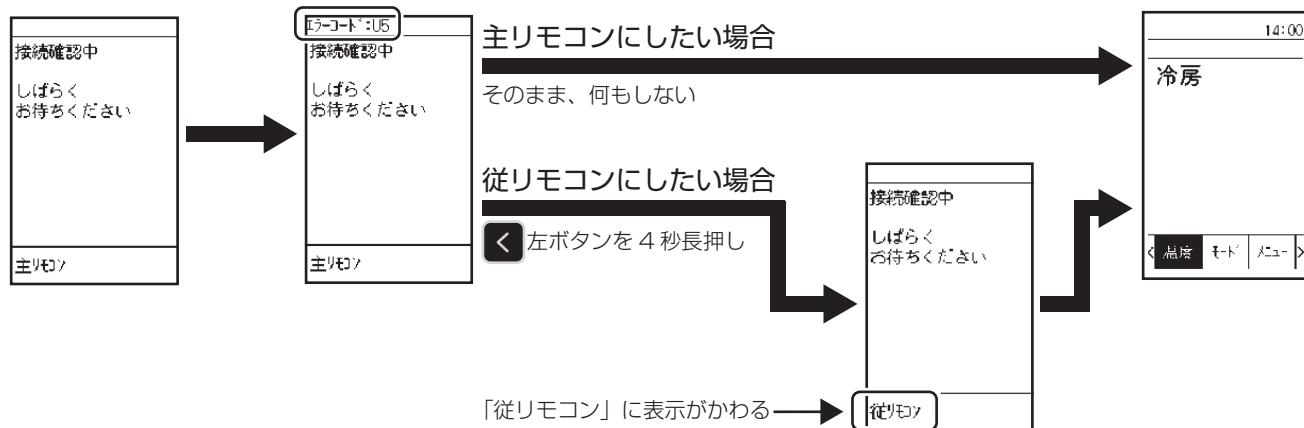 接続確認中
しばらく
お待ちください
主リモコン
エラーコード:U5
接続確認中
しばらく
お待ちください
主リモコン
主リモコンにしたい場合
そのまま、何もしない
従リモコンにしたい場合
左ボタンを 4 秒長押し
接続確認中
しばらく
お待ちください
従リモコン
「従リモコン」に表示がかわる
14:00
冷房
< 温度 モード メニュー >